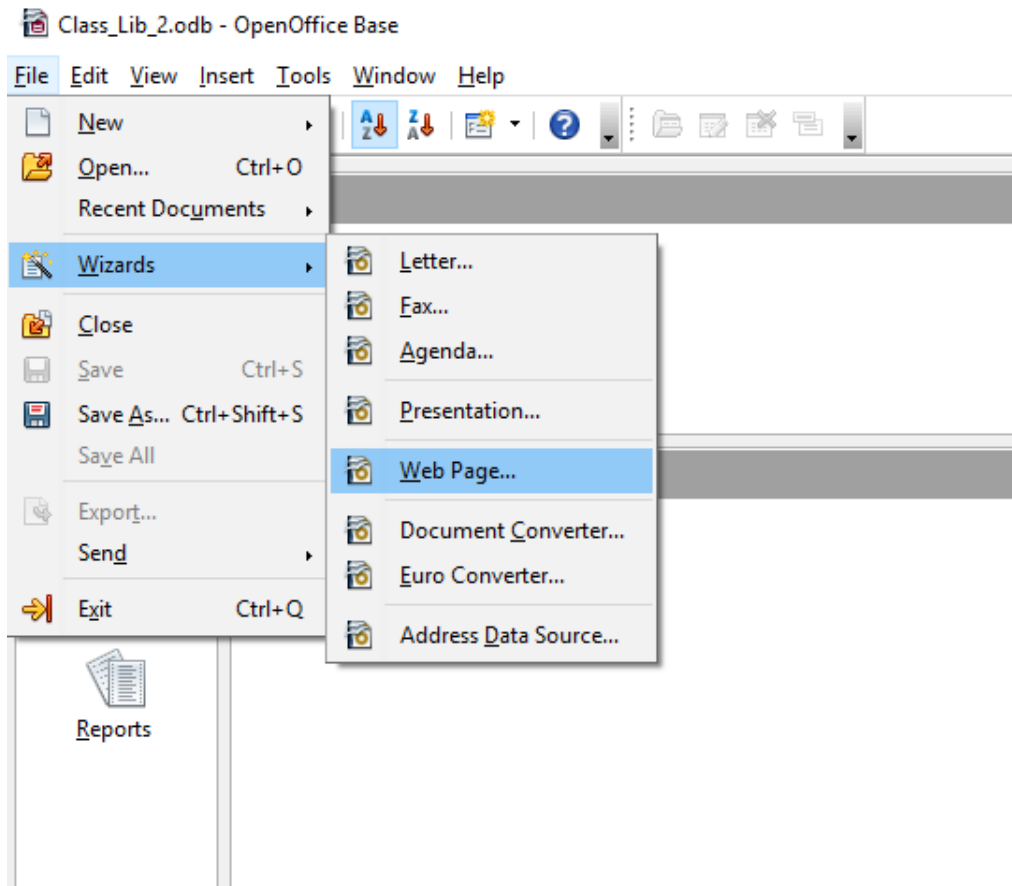 Class_Lib_2.odb - OpenOffice Base
File Edit View Insert Tools Window Help
New
Open... Ctrl+O
Recent Documents
Wizards
Close
Save Ctrl+S
Save As... Ctrl+Shift+S
Save All
Export...
Send
Exit Ctrl+Q
Letter...
Fax...
Agenda...
Presentation...
Web Page...
Document Converter...
Euro Converter...
Address Data Source...
Reports